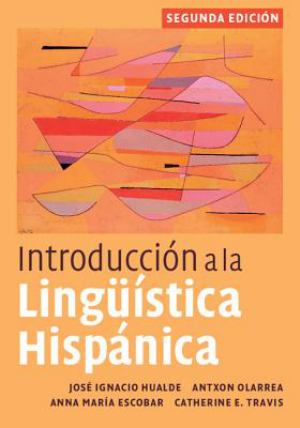 SEGUNDA EDICIÓN
Introducción a la
Lingüística
Hispánica
JOSÉ IGNACIO HUALDE ANTXON OLARREA
ANNA MARÍA ESCOBAR CATHERINE E. TRAVIS